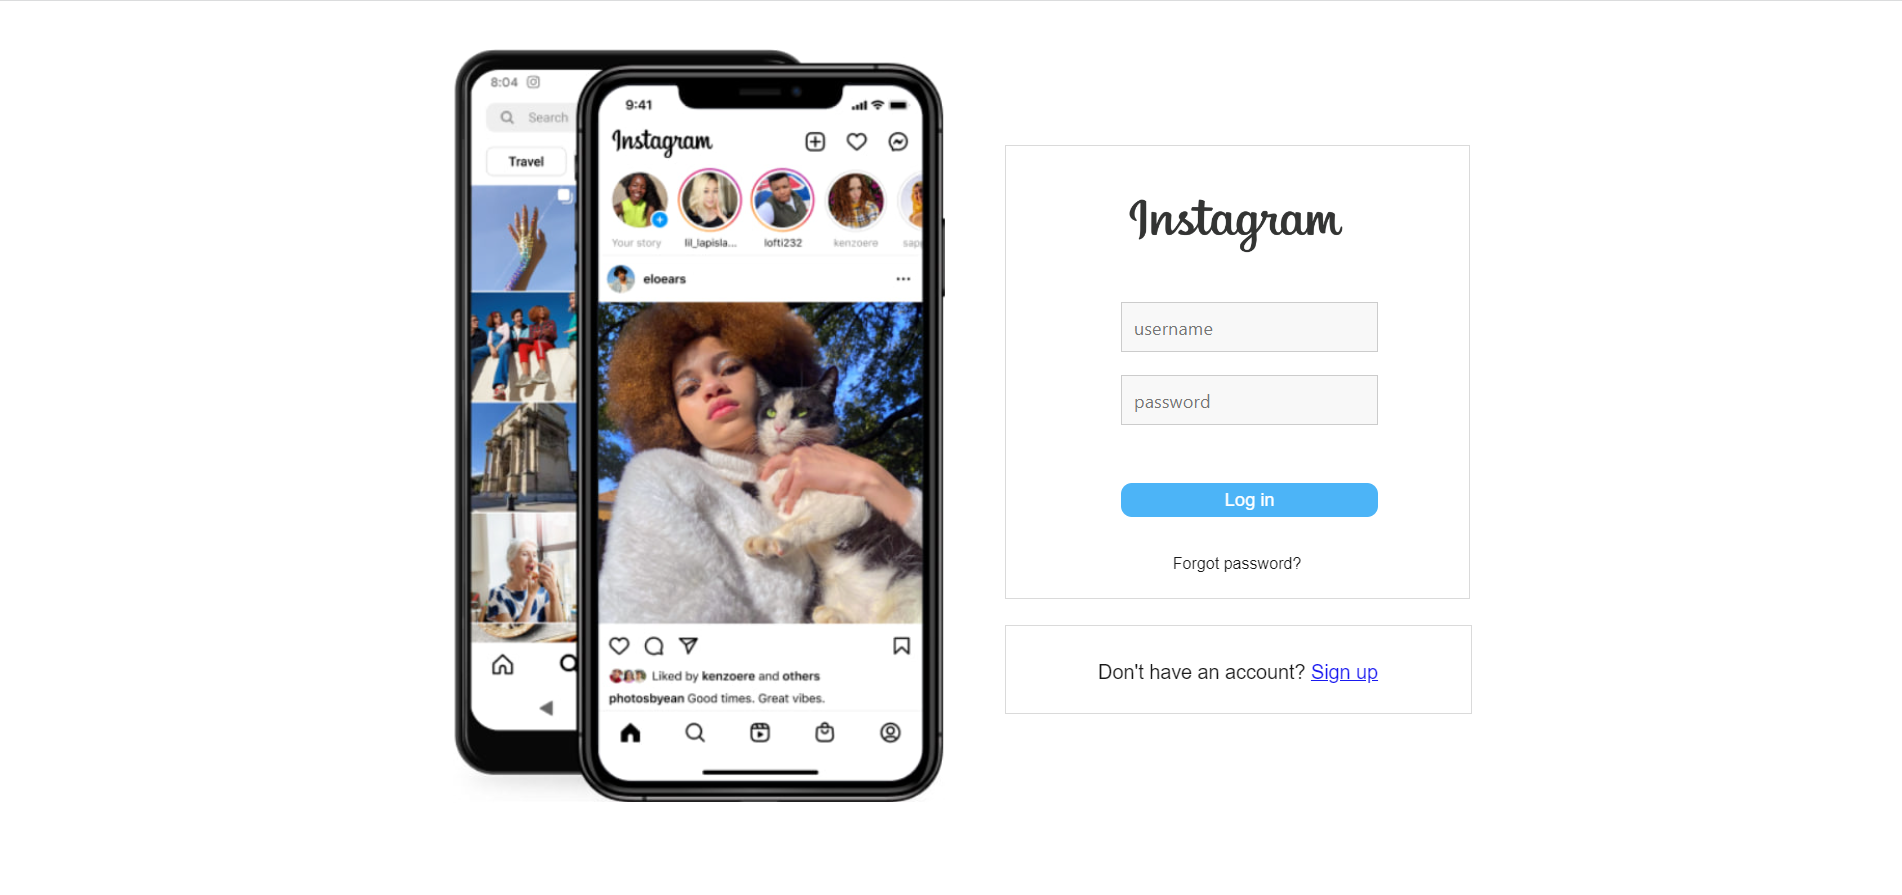 8:04
Search
Travel
9:41
Instagram
Your story
lil_lapisla...
lofti232
kenzoere
sap
eloears
Liked by kenzoere and others
photosbyean Good times. Great vibes.
Instagram
username
password
Log in
Forgot password?
Don't have an account? Sign up